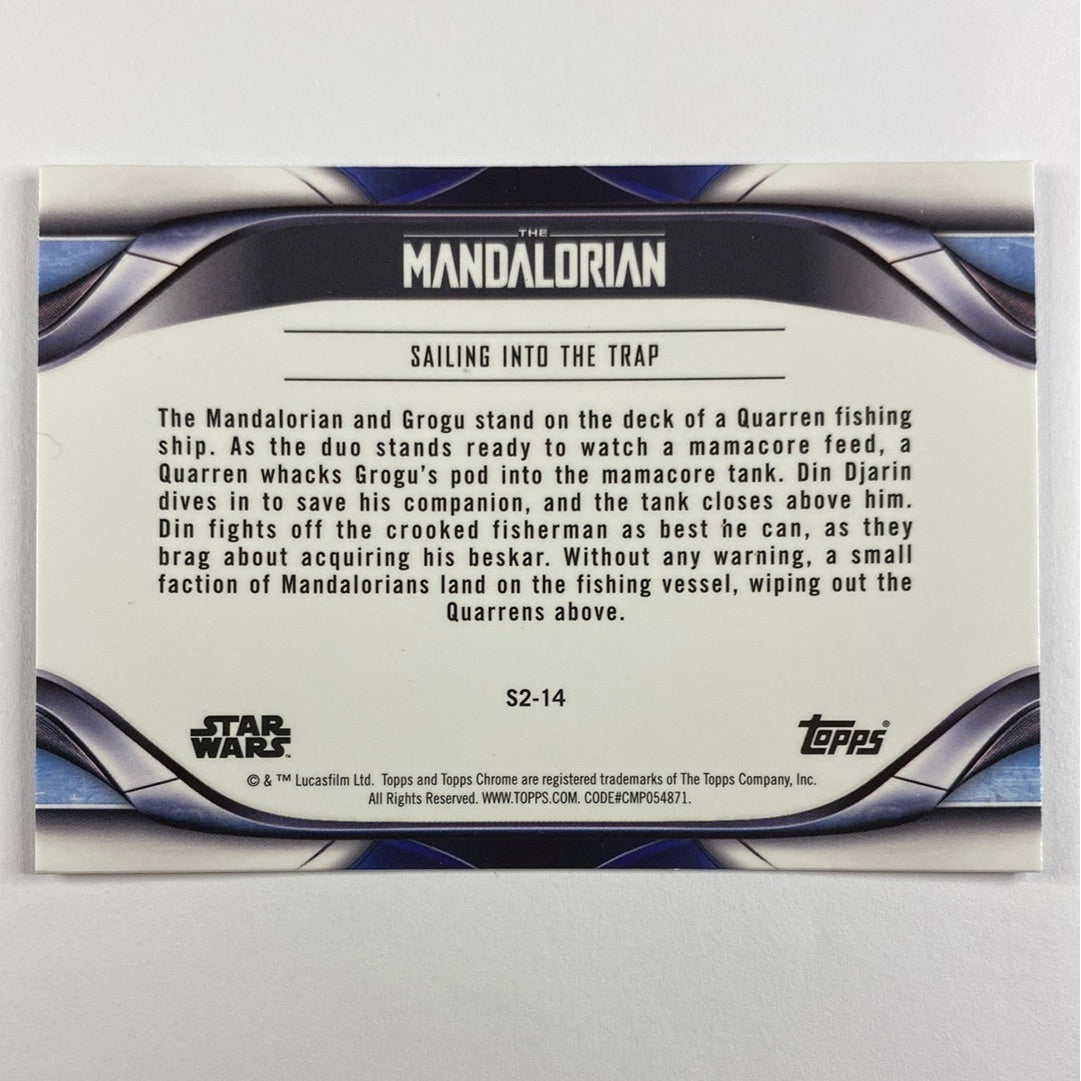 THE
MANDALORIAN
SAILING INTO THE TRAP
The Mandalorian and Grogu stand on the deck of a Quarren fishing
ship. As the duo stands ready to watch a mamacore feed, a
Quarren whacks Grogu's pod into the mamacore tank. Din Djarin
dives in to save his companion, and the tank closes above him.
Din fights off the crooked fisherman as best he can, as they
brag about acquiring his beskar. Without any warning, a small
faction of Mandalorians land on the fishing vessel, wiping out the
Quarrens above.
S2-14
STAR
WARS
Topps®
© & ™ Lucasfilm Ltd. Topps and Topps Chrome are registered trademarks of The Topps Company, Inc.
All Rights Reserved. WWW.TOPPS.COM. CODE#CMP054871.